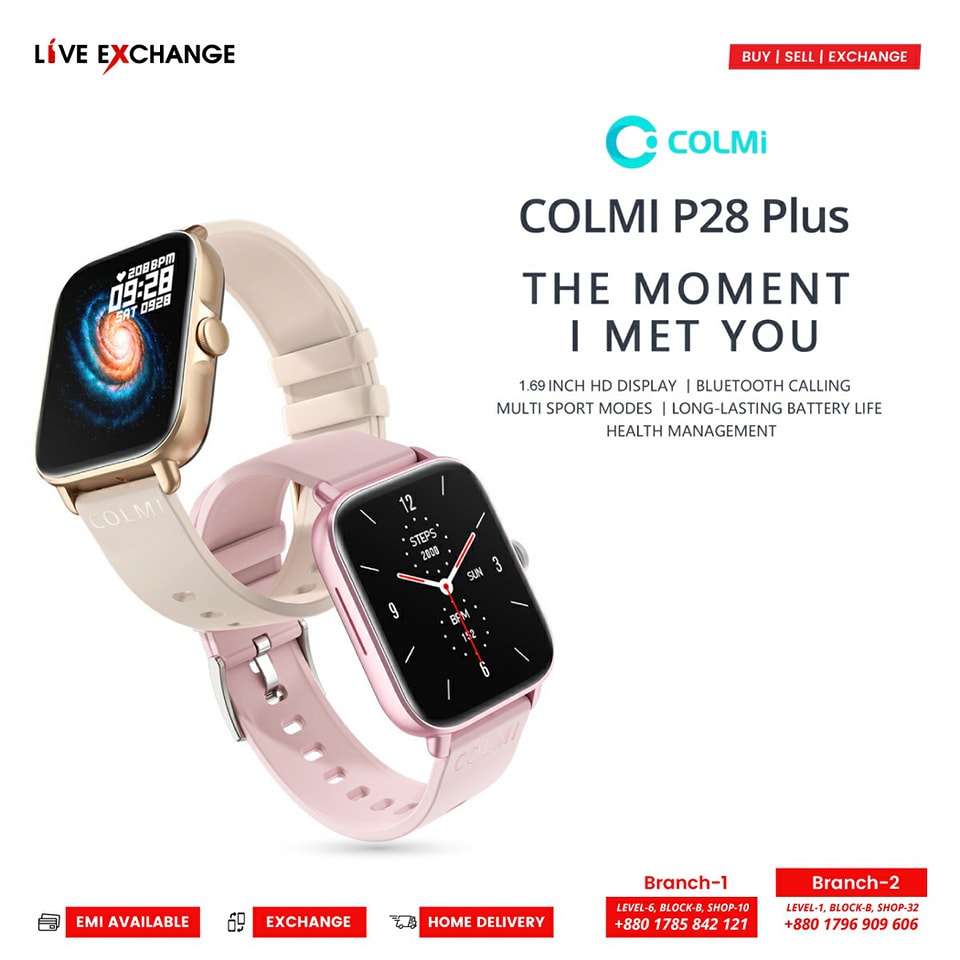 LiVE EXCHANGE
BUY | SELL | EXCHANGE
COLMi
COLMI P28 Plus
THE MOMENT
I MET YOU
1.69 INCH HD DISPLAY | BLUETOOTH CALLING
MULTI SPORT MODES | LONG-LASTING BATTERY LIFE
HEALTH MANAGEMENT
208BPM
09:28
SAT 0928
COLMI
12
STEPS
2000
SUN
3
9
BPM
152
6
COLMI
EMI AVAILABLE
EXCHANGE
HOME DELIVERY
Branch-1
LEVEL-6, BLOCK-B, SHOP-10
+880 1785 842 121
Branch-2
LEVEL-1, BLOCK-B, SHOP-32
+880 1796 909 606